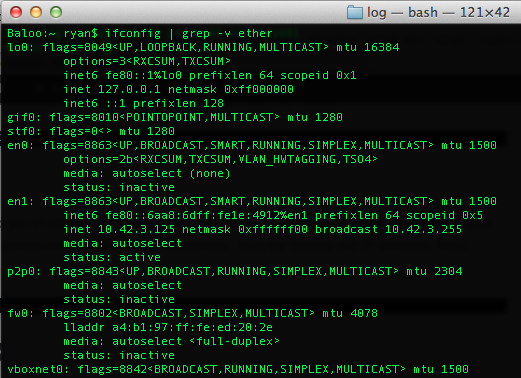 log — bash — 121×42
Baloo:~ ryan$ ifconfig | grep -v ether
lo0: flags=8049<UP,LOOPBACK,RUNNING,MULTICAST> mtu 16384
options=3<RXCSUM,TXCSUM>
inet6 fe80::1%lo0 prefixlen 64 scopeid 0x1
inet 127.0.0.1 netmask 0xff000000
inet6 ::1 prefixlen 128
gif0: flags=8010<POINTOPOINT,MULTICAST> mtu 1280
stf0: flags=0<> mtu 1280
en0: flags=8863<UP,BROADCAST,SMART,RUNNING,SIMPLEX,MULTICAST> mtu 1500
options=2b<RXCSUM,TXCSUM,VLAN_HWTAGGING,TSO4>
media: autoselect (none)
status: inactive
en1: flags=8863<UP,BROADCAST,SMART,RUNNING,SIMPLEX,MULTICAST> mtu 1500
inet6 fe80::6aa8:6dff:fe1e:4912%en1 prefixlen 64 scopeid 0x5
inet 10.42.3.125 netmask 0xffffff00 broadcast 10.42.3.255
media: autoselect
status: active
p2p0: flags=8843<UP,BROADCAST,RUNNING,SIMPLEX,MULTICAST> mtu 2304
media: autoselect
status: inactive
fw0: flags=8802<BROADCAST,SIMPLEX,MULTICAST> mtu 4078
lladdr a4:b1:97:ff:fe:ed:20:2e
media: autoselect <full-duplex>
status: inactive
vboxnet0: flags=8842<BROADCAST,RUNNING,SIMPLEX,MULTICAST> mtu 1500